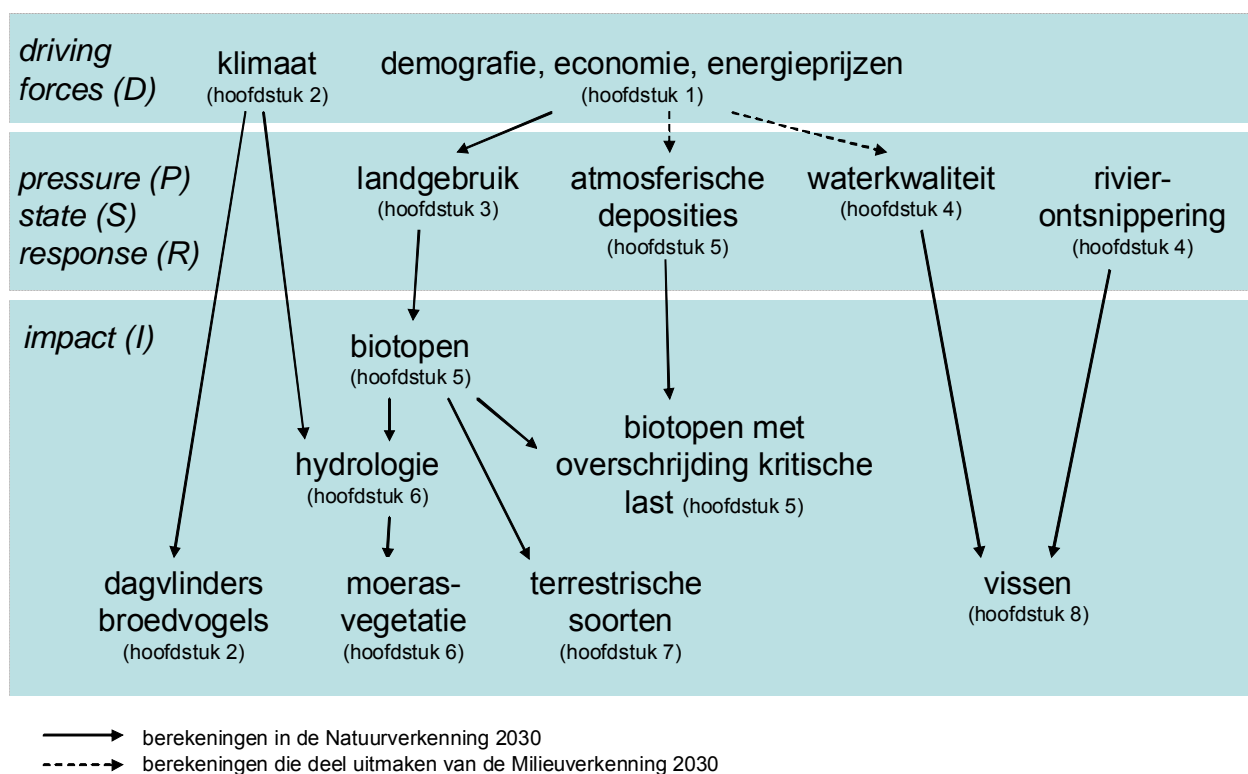 driving
forces (D)
klimaat
(hoofdstuk 2)
demografie, economie, energieprijzen
(hoofdstuk 1)
pressure (P)
state (S)
response (R)
landgebruik
(hoofdstuk 3)
atmosferische
deposities
(hoofdstuk 5)
waterkwaliteit
(hoofdstuk 4)
rivier-
ontsnippering
(hoofdstuk 4)
impact (I)
biotopen
(hoofdstuk 5)
hydrologie
(hoofdstuk 6)
biotopen met
overschrijding kritische
last (hoofdstuk 5)
dagvlinders
broedvogels
(hoofdstuk 2)
moeras-
vegetatie
(hoofdstuk 6)
terrestrische
soorten
(hoofdstuk 7)
vissen
(hoofdstuk 8)
berekeningen in de Natuurverkenning 2030
berekeningen die deel uitmaken van de Milieuverkenning 2030